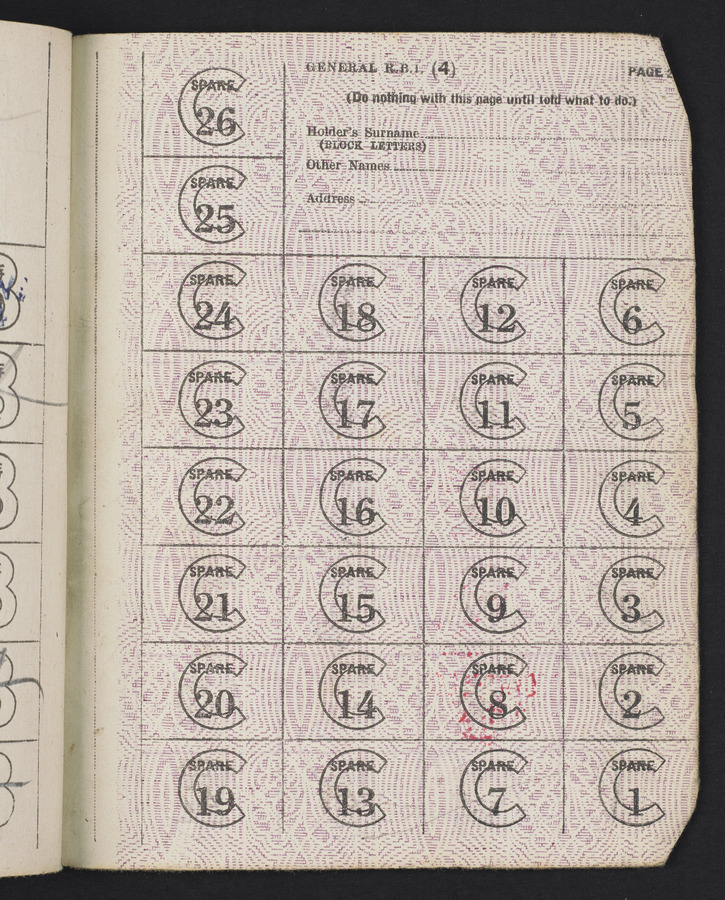 GENERAL R.B.1. (4)
PAGE 2
(Do nothing with this page until told what to do.)
Holder's Surname
(BLOCK LETTERS)
Other Names
Address
SPARE 26
SPARE 25
SPARE 24 SPARE 18 SPARE 12 SPARE 6
SPARE 23 SPARE 17 SPARE 11 SPARE 5
SPARE 22 SPARE 16 SPARE 10 SPARE 4
SPARE 21 SPARE 15 SPARE 9 SPARE 3
SPARE 20 SPARE 14 SPARE 8 SPARE 2
SPARE 19 SPARE 13 SPARE 7 SPARE 1